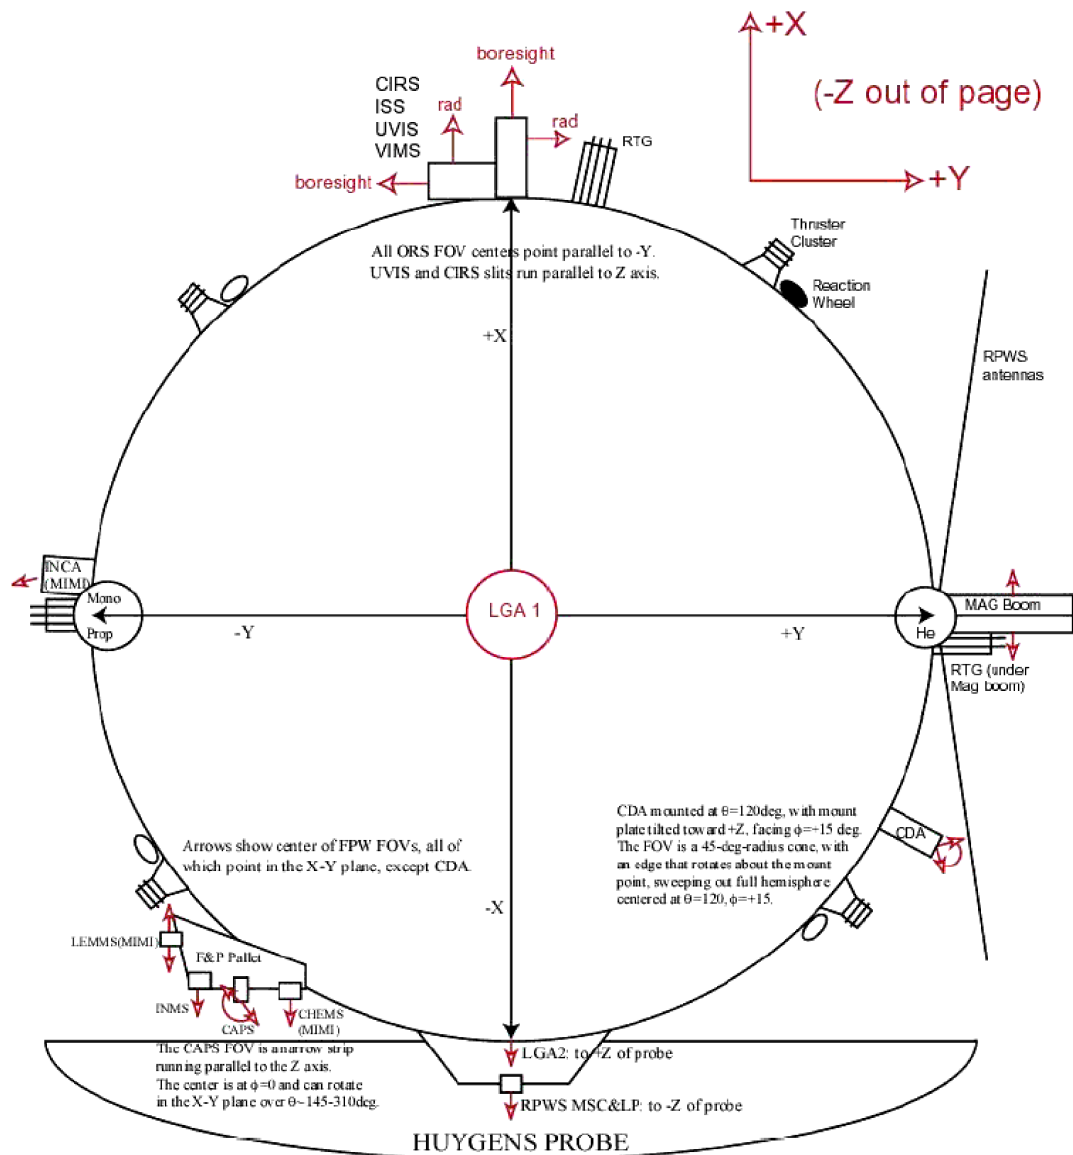 +X
boresight
CIRS
ISS
UVIS
VIMS
rad
(-Z out of page)
rad
RTG
boresight
+Y
Thruster
Cluster
All ORS FOV centers point parallel to -Y.
UVIS and CIRS slits run parallel to Z axis.
Reaction
Wheel
+X
RPWS
antennas
INCA
(MIMI)
Mono
Prop
-Y
LGA 1
+Y
He
MAG Boom
RTG (under
Mag boom)
CDA mounted at θ=120deg, with mount
plate tilted toward +Z, facing ϕ=+15 deg.
The FOV is a 45-deg-radius cone, with
an edge that rotates about the mount
point, sweeping out full hemisphere
centered at θ=120, ϕ=+15.
CDA
Arrows show center of FPW FOVs, all of
which point in the X-Y plane, except CDA.
-X
LEMMS(MIMI)
F&P Pallet
INMS
CAPS
CHEMS
(MIMI)
The CAPS FOV is a narrow strip
running parallel to the Z axis.
The center is at ϕ=0 and can rotate
in the X-Y plane over θ~145-310deg.
LGA2: to +Z of probe
RPWS MSC&LP: to -Z of probe
HUYGENS PROBE